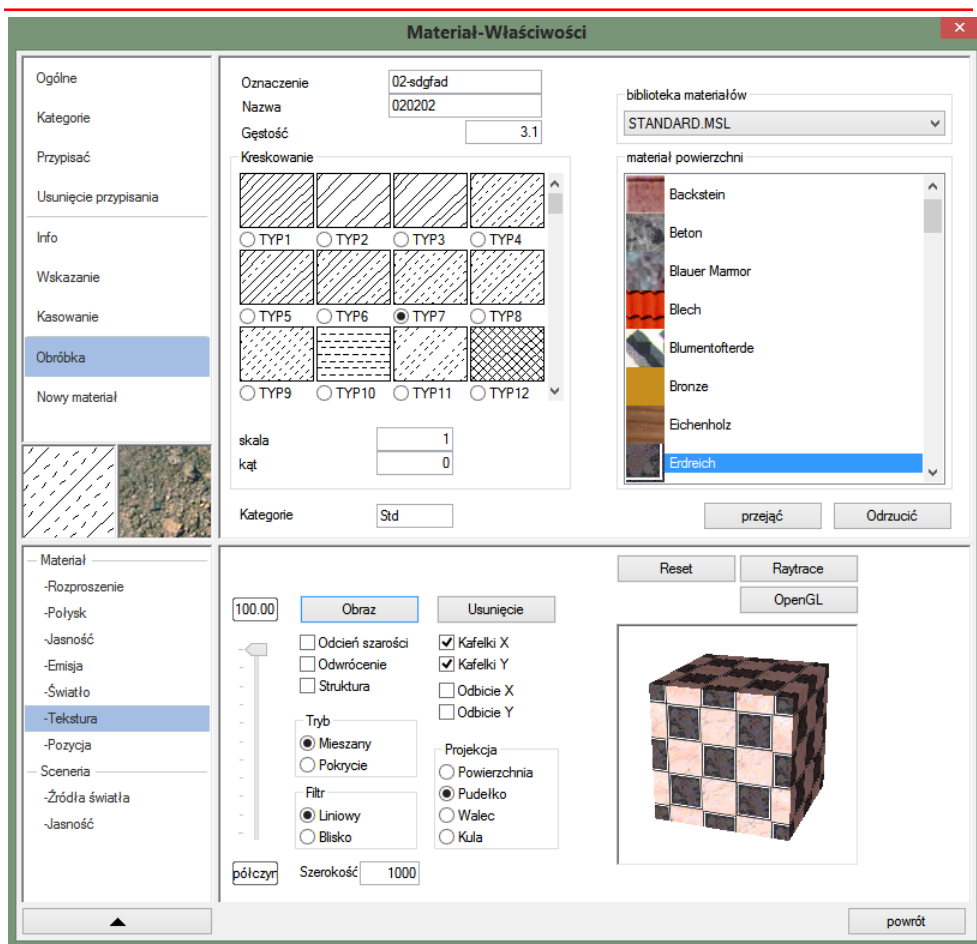 Materiał-Właściwości
Ogólne
Kategorie
Przypisać
Usunięcie przypisania
Info
Wskazanie
Kasowanie
Obróbka
Nowy materiał
Oznaczenie 02-sdgfad
Nazwa 020202
Gęstość 3.1
Kreskowanie
TYP1 TYP2 TYP3 TYP4
TYP5 TYP6 TYP7 TYP8
TYP9 TYP10 TYP11 TYP12
skala 1
kąt 0
Kategorie Std
biblioteka materiałów
STANDARD.MSL
materiał powierzchni
Backstein
Beton
Blauer Marmor
Blech
Blumentofterde
Bronze
Eichenholz
Erdreich
przejąć Odrzucić
Materiał
-Rozproszenie
-Połysk
-Jasność
-Emisja
-Światło
-Tekstura
-Pozycja
Sceneria
-Źródła światła
-Jasność
100.00 Obraz Usunięcie
Odcień szarości
Odwrócenie
Struktura
Kafelki X
Kafelki Y
Odbicie X
Odbicie Y
Tryb
Mieszany
Pokrycie
Filtr
Liniowy
Blisko
Projekcja
Powierzchnia
Pudełko
Walec
Kula
półczyr Szerokość 1000
Reset Raytrace
OpenGL
powrót